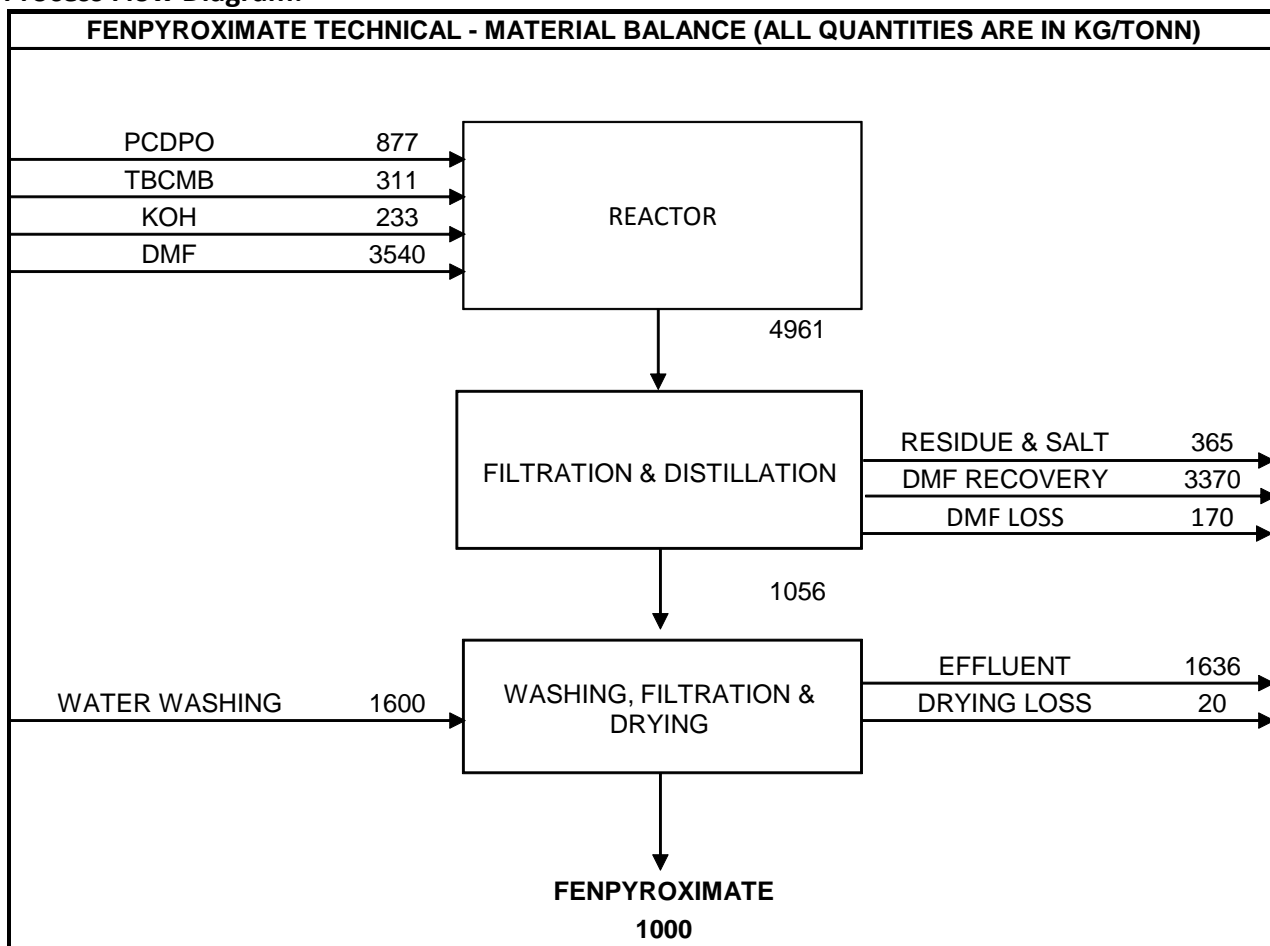 FENPYROXIMATE TECHNICAL - MATERIAL BALANCE (ALL QUANTITIES ARE IN KG/TONN)
PCDPO 877
TBCMB 311
KOH 233
DMF 3540
REACTOR
4961
FILTRATION & DISTILLATION
RESIDUE & SALT 365
DMF RECOVERY 3370
DMF LOSS 170
1056
WATER WASHING 1600
WASHING, FILTRATION &
DRYING
EFFLUENT 1636
DRYING LOSS 20
FENPYROXIMATE
1000